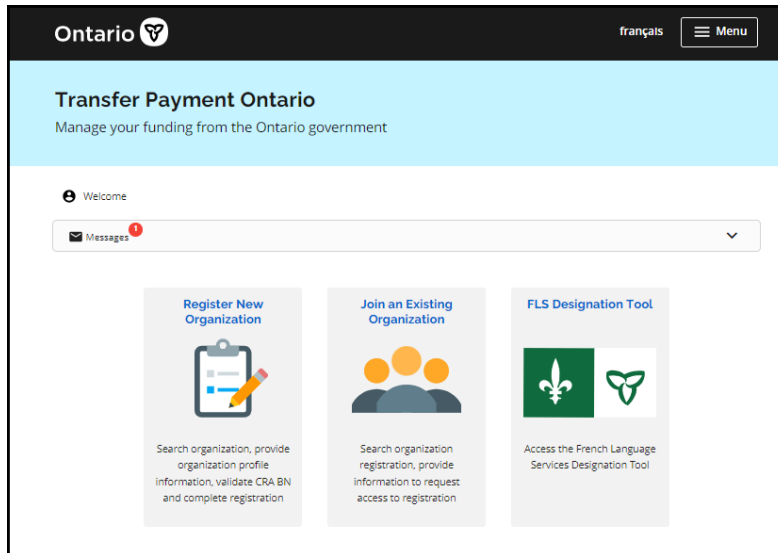 Ontario
français
Menu
Transfer Payment Ontario
Manage your funding from the Ontario government
Welcome
Messages 1
Register New
Organization
Search organization, provide
organization profile
information, validate CRA BN
and complete registration
Join an Existing
Organization
Search organization
registration, provide
information to request
access to registration
FLS Designation Tool
Access the French Language
Services Designation Tool